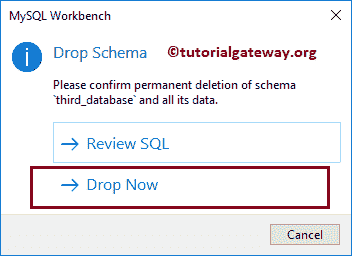 MySQL Workbench
Drop Schema
©tutorialgateway.org
Please confirm permanent deletion of schema
`third_database` and all its data.
→ Review SQL
→ Drop Now
Cancel